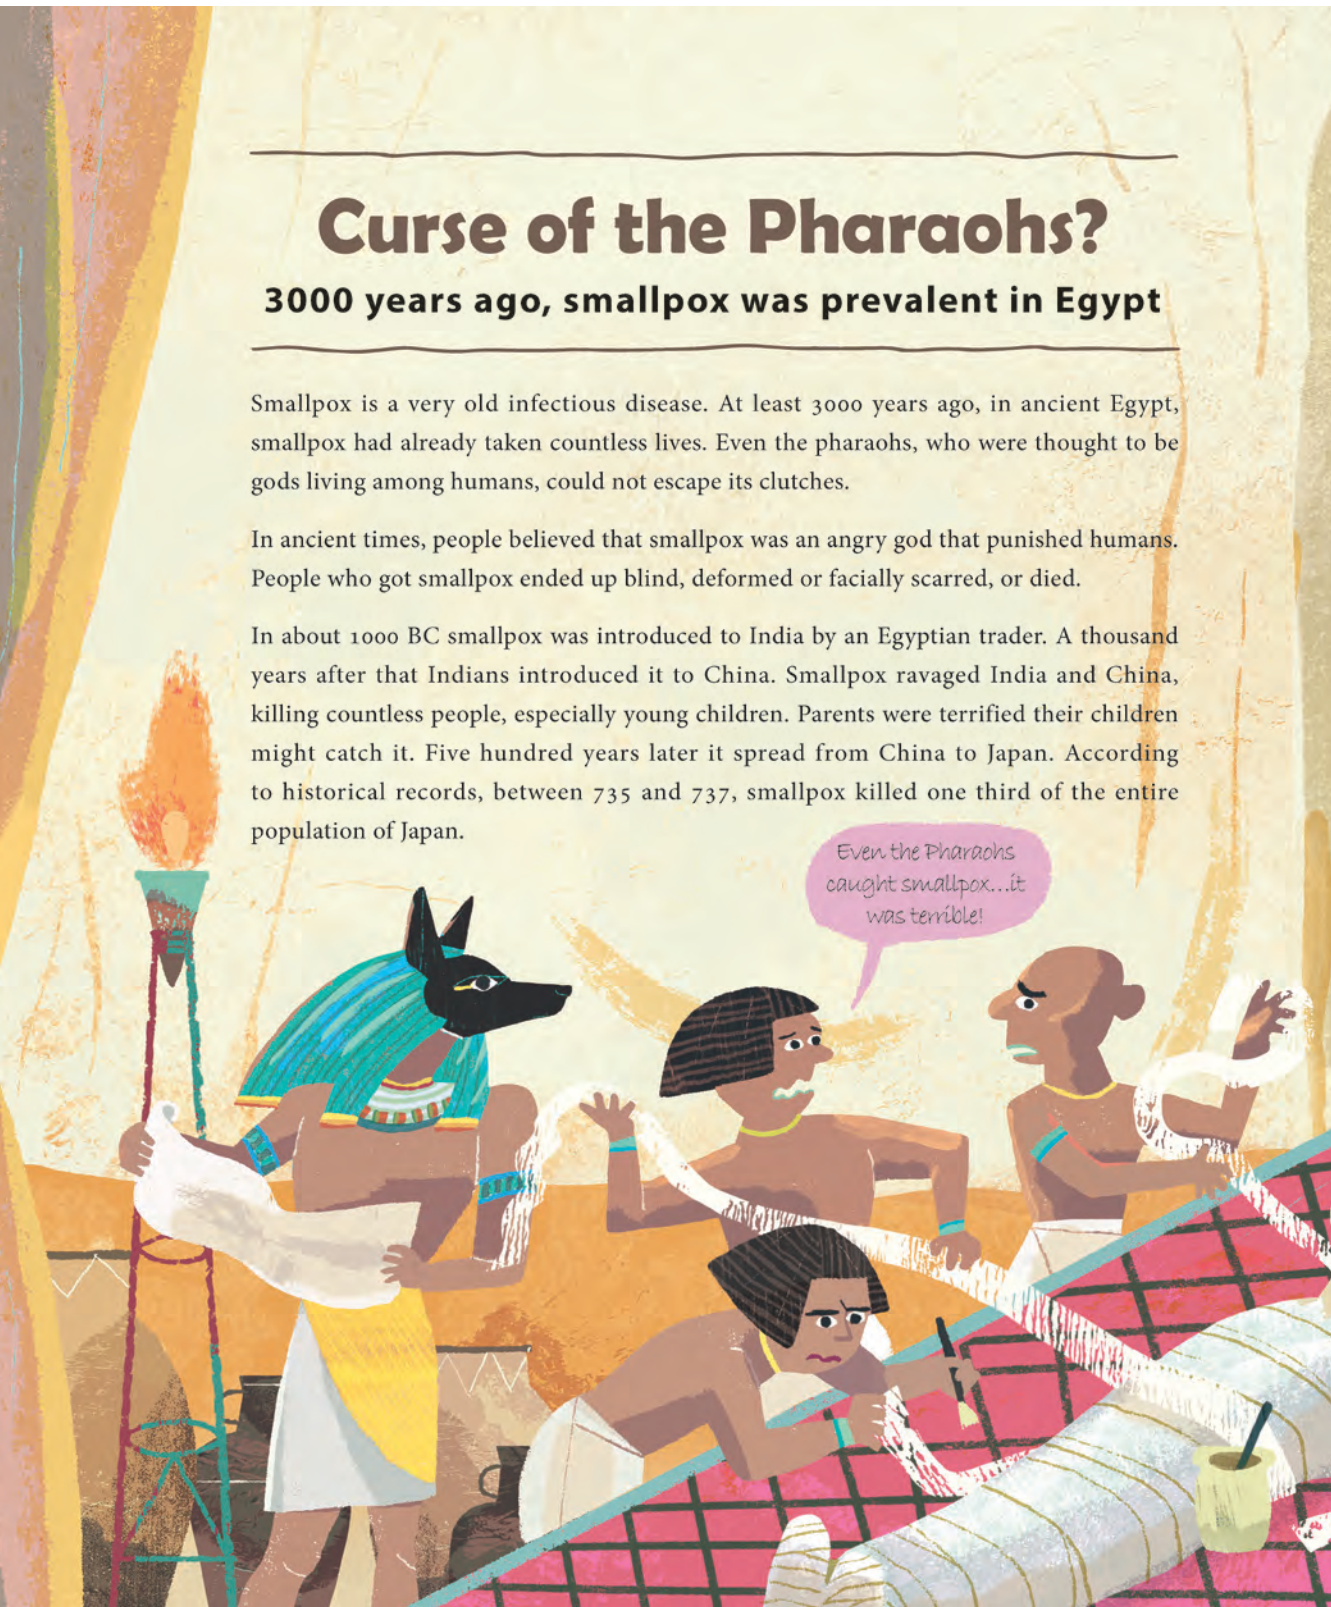 Curse of the Pharaohs?
3000 years ago, smallpox was prevalent in Egypt
Smallpox is a very old infectious disease. At least 3000 years ago, in ancient Egypt,
smallpox had already taken countless lives. Even the pharaohs, who were thought to be
gods living among humans, could not escape its clutches.
In ancient times, people believed that smallpox was an angry god that punished humans.
People who got smallpox ended up blind, deformed or facially scarred, or died.
In about 1000 BC smallpox was introduced to India by an Egyptian trader. A thousand
years after that Indians introduced it to China. Smallpox ravaged India and China,
killing countless people, especially young children. Parents were terrified their children
might catch it. Five hundred years later it spread from China to Japan. According
to historical records, between 735 and 737, smallpox killed one third of the entire
population of Japan.
Even the Pharaohs
caught smallpox...it
was terrible!